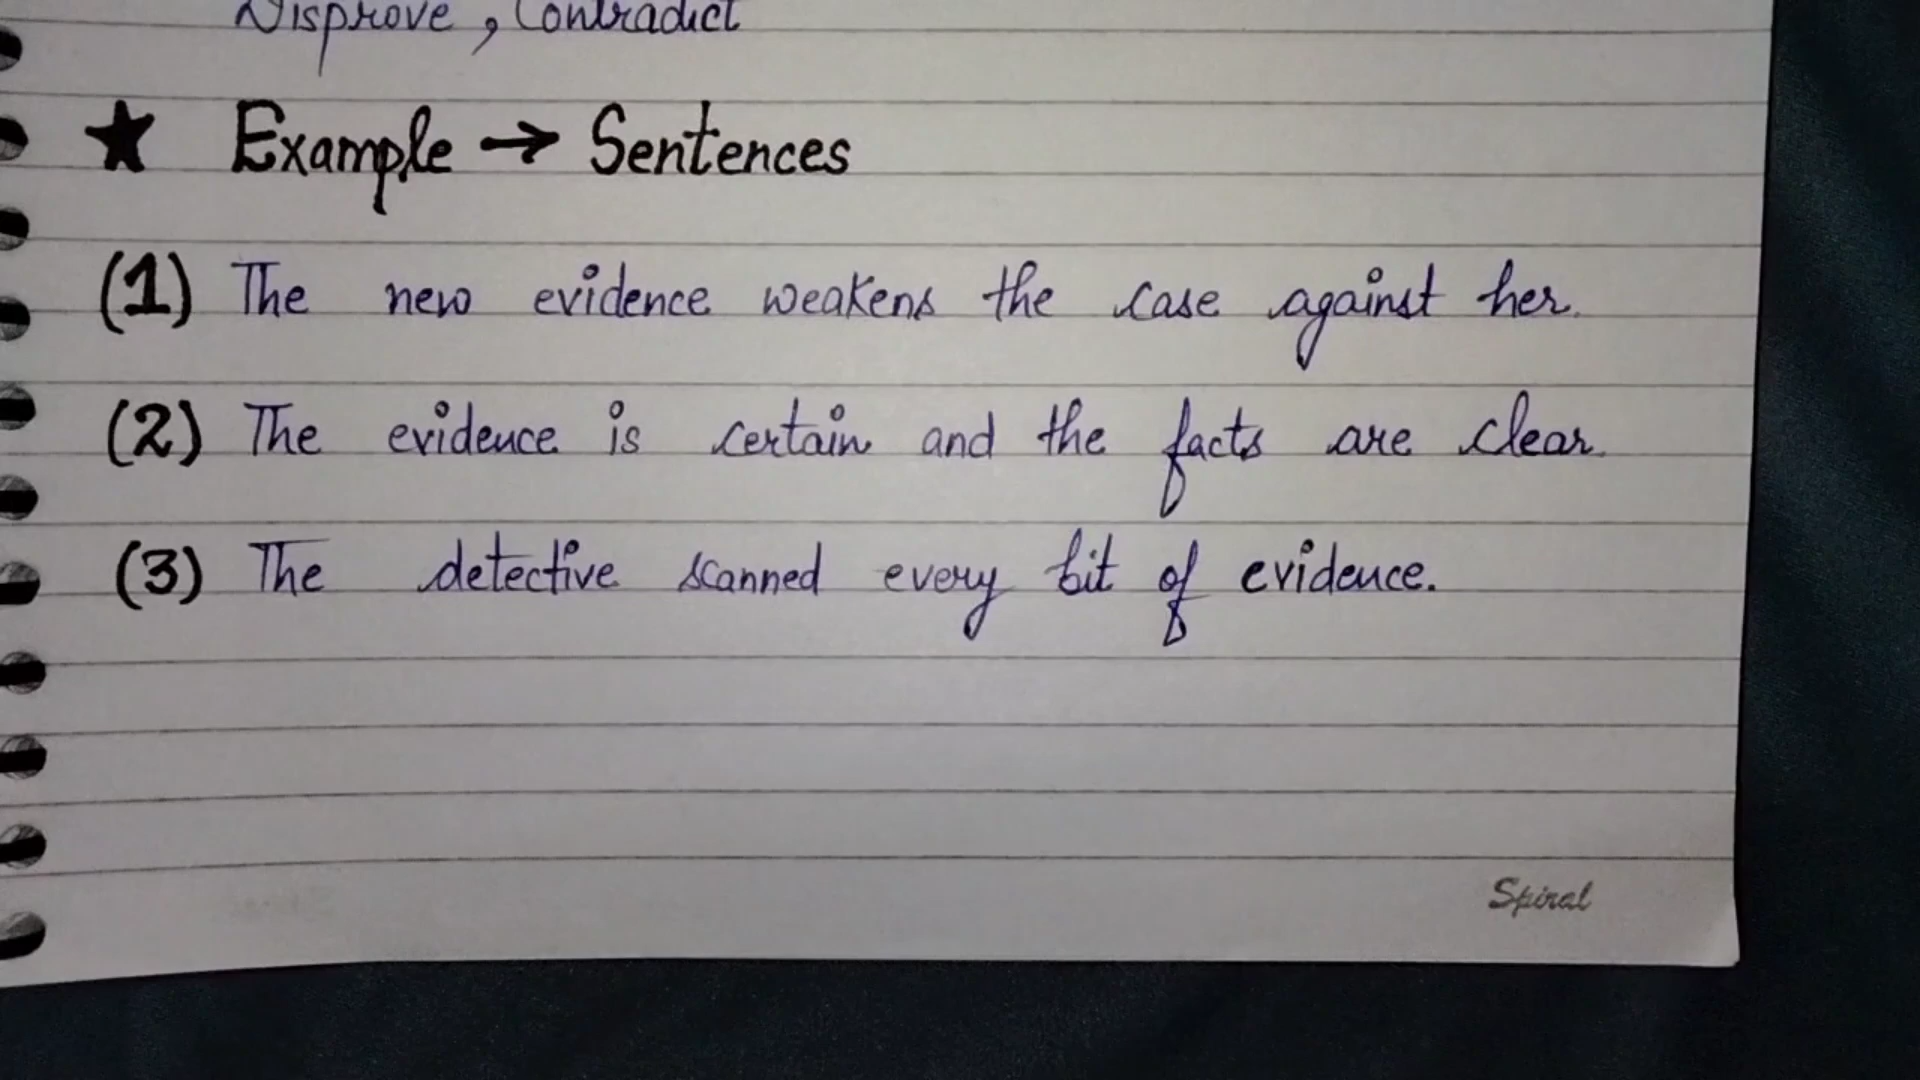 Disprove, Contradict
★ Example → Sentences
(1) The new evidence weakens the case against her.
(2) The evidence is certain and the facts are clear.
(3) The detective scanned every bit of evidence.
Spiral